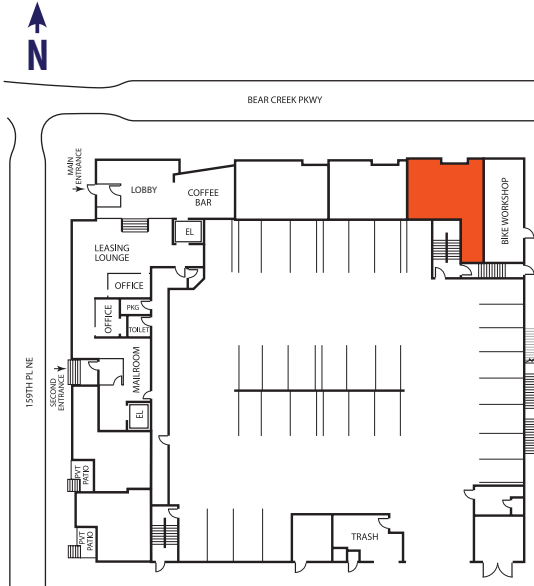 N
BEAR CREEK PKWY
MAIN
ENTRANCE
LOBBY
COFFEE
BAR
BIKE WORKSHOP
EL
LEASING
LOUNGE
OFFICE
PKG
OFFICE
TOILET
MAILROOM
159TH PL NE
SECOND
ENTRANCE
EL
PVT
PATIO
PVT
PATIO
TRASH